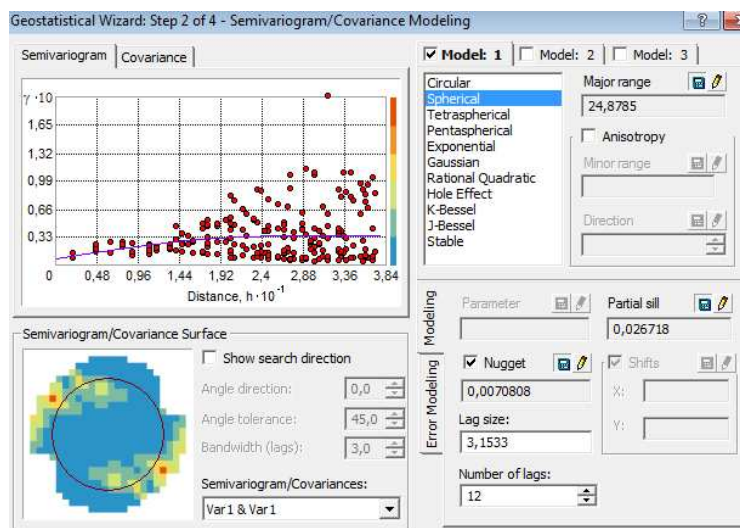 Geostatistical Wizard: Step 2 of 4 - Semivariogram/Covariance Modeling
Semivariogram Covariance
γ·10
1,65
1,32
0,99
0,66
0,33
0 0,48 0,96 1,44 1,92 2,4 2,88 3,36 3,84
Distance, h·10⁻¹
Semivariogram/Covariance Surface
Show search direction
Angle direction: 0,0
Angle tolerance: 45,0
Bandwidth (lags): 3,0
Semivariogram/Covariances:
Var1 & Var1
Model: 1 Model: 2 Model: 3
Circular
Spherical
Tetraspherical
Pentaspherical
Exponential
Gaussian
Rational Quadratic
Hole Effect
K-Bessel
J-Bessel
Stable
Major range
24,8785
Anisotropy
Minor range
Direction
Modeling
Error Modeling
Parameter
Partial sill
0,026718
Nugget
0,0070808
Shifts
X:
Y:
Lag size:
3,1533
Number of lags:
12